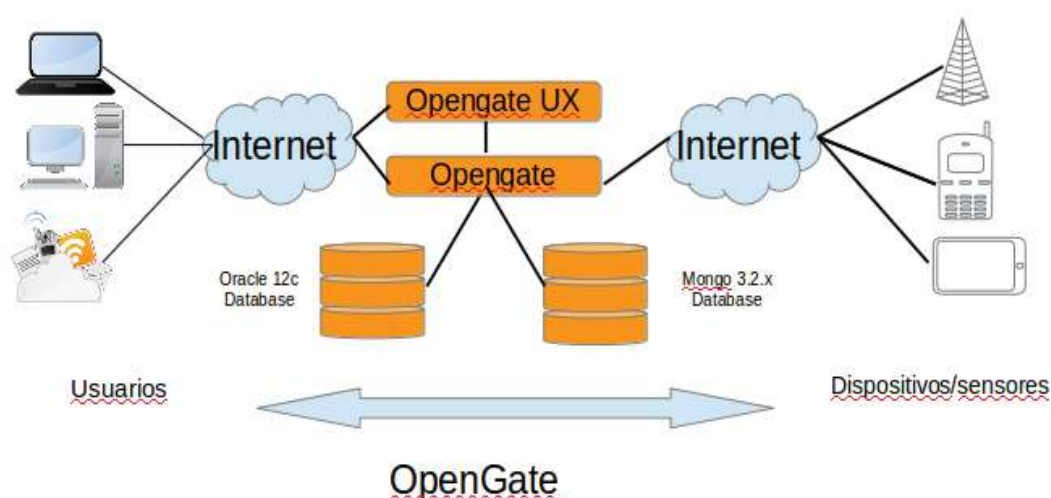 Opengate UX
Internet
Opengate
Internet
Oracle 12c
Database
Mongo 3.2.x
Database
Usuarios
Dispositivos/sensores
OpenGate